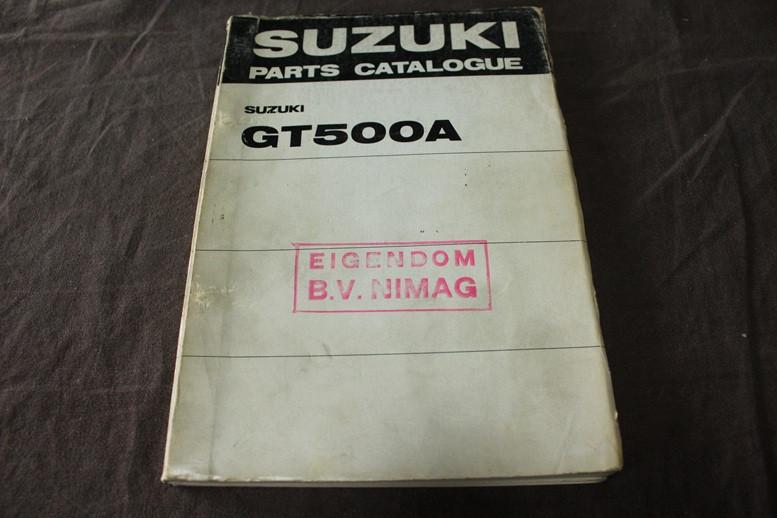 SUZUKI
PARTS CATALOGUE
SUZUKI
GT500A
EIGENDOM
B.V. NIMAG